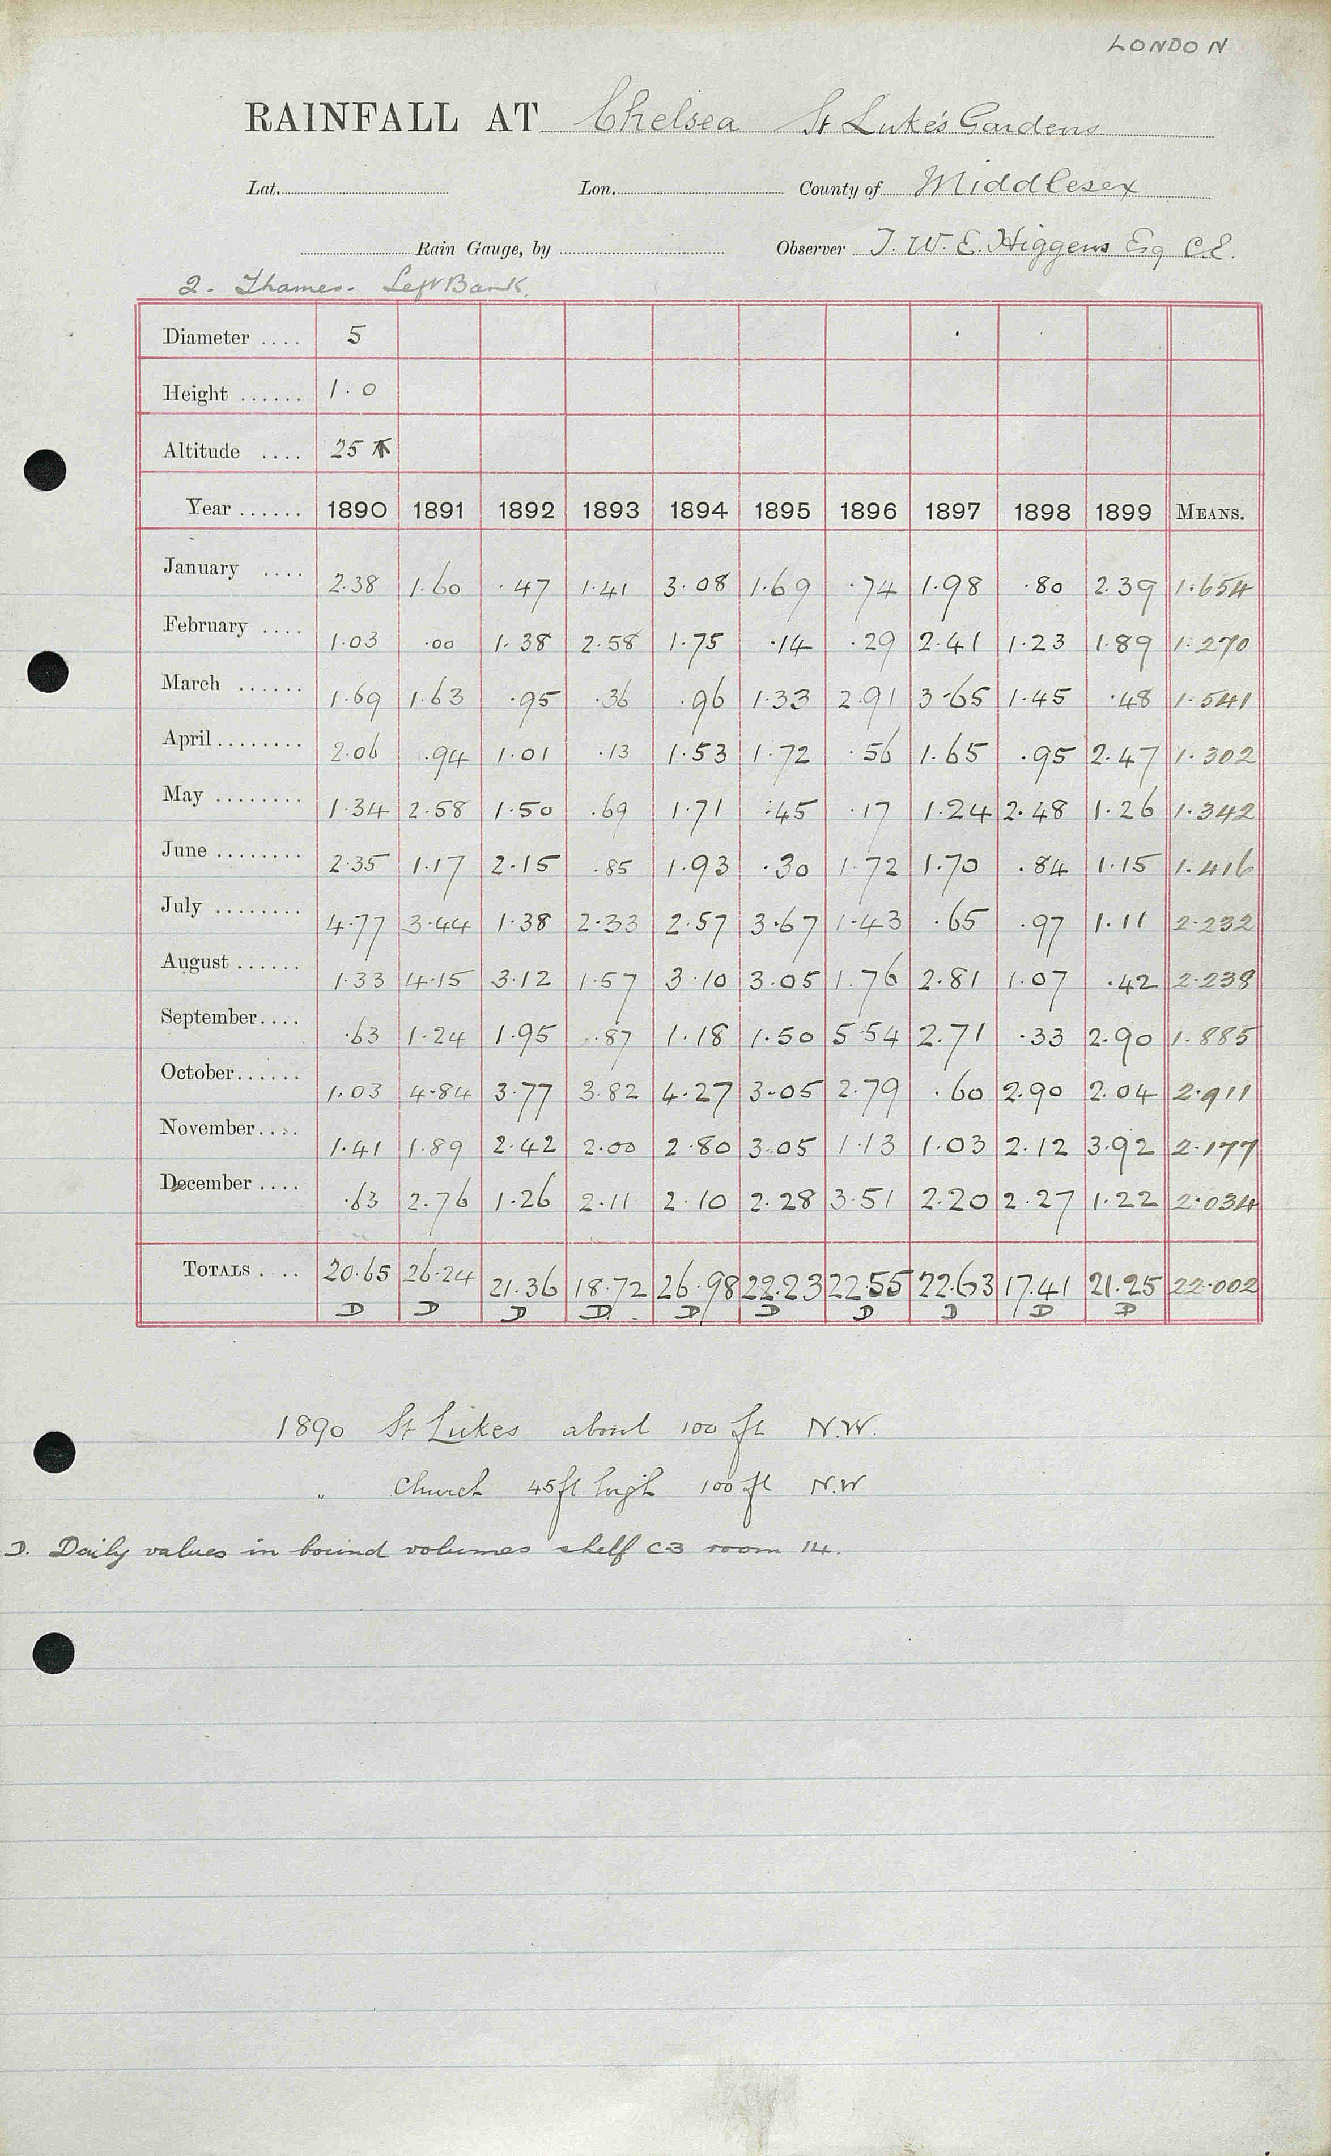 LONDON
RAINFALL AT Chelsea St Luke's Gardens
Lat. Lon. County of Middlesex
Rain Gauge, by Observer T. W. E. Higgens Esq C.E.
2. Thames. Left Bank.
Diameter .... 5
Height ...... 1.0
Altitude .... 25
Year ...... 1890 1891 1892 1893 1894 1895 1896 1897 1898 1899 MEANS.
January .... 2.38 1.60 .47 1.41 3.08 1.69 .74 1.98 .80 2.39 1.654
February .... 1.03 .00 1.38 2.58 1.75 .14 .29 2.41 1.23 1.89 1.270
March ...... 1.69 1.63 .95 .36 .96 1.33 2.91 3.65 1.45 .48 1.541
April ........ 2.06 .94 1.01 .13 1.53 1.72 .56 1.65 .95 2.47 1.302
May ........ 1.34 2.58 1.50 .69 1.71 .45 .17 1.24 2.48 1.26 1.342
June ........ 2.35 1.17 2.15 .85 1.93 .30 1.72 1.70 .84 1.15 1.416
July ........ 4.77 3.44 1.38 2.33 2.57 3.67 1.43 .65 .97 1.11 2.232
August ...... 1.33 4.15 3.12 1.57 3.10 3.05 1.76 2.81 1.07 .42 2.238
September .... .63 1.24 1.95 .87 1.18 1.50 5.54 2.71 .33 2.90 1.885
October ...... 1.03 4.84 3.77 3.82 4.27 3.05 2.79 .60 2.90 2.04 2.911
November .... 1.41 1.89 2.42 2.00 2.80 3.05 1.13 1.03 2.12 3.92 2.177
December .... .63 2.76 1.26 2.11 2.10 2.28 3.51 2.20 2.27 1.22 2.034
TOTALS .... 20.65 26.24 21.36 18.72 26.98 22.23 22.55 22.63 17.41 21.25 22.002
D D D D D D D D D D
1890 St Lukes about 100 ft N.W.
" Church 45ft high 100 ft N.W
D. Daily values in bound volumes shelf C3 room 14.